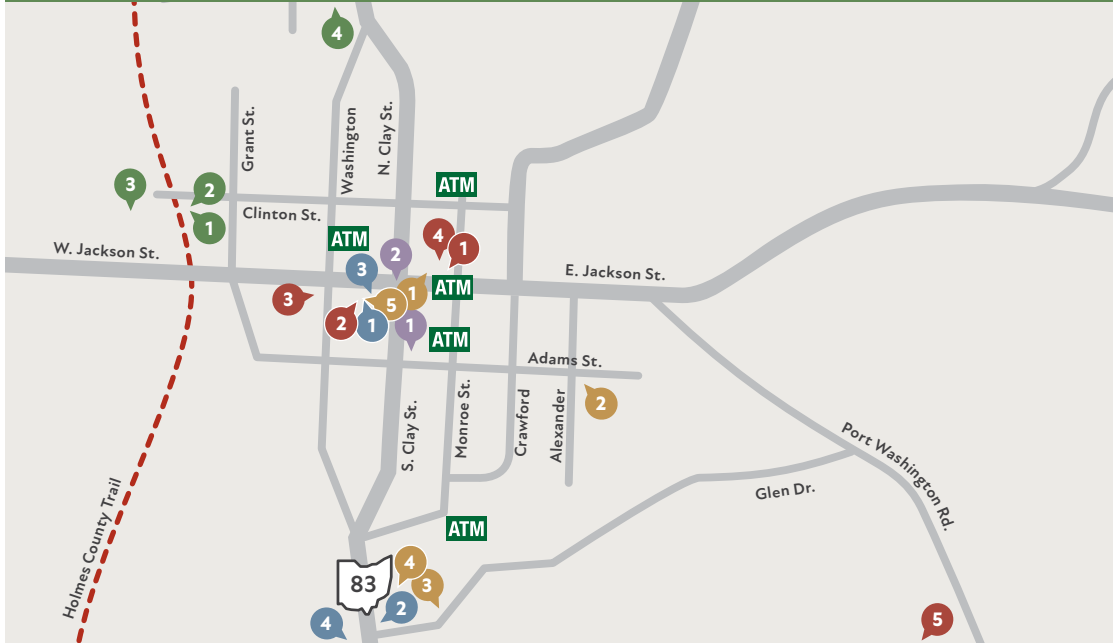 4
Grant St.
Washington
N. Clay St.
3
2
ATM
Clinton St.
1
ATM
4
1
W. Jackson St.
2
3
E. Jackson St.
1
ATM
3
5
2
1
1
ATM
Adams St.
2
S. Clay St.
Monroe St.
Crawford
Alexander
Port Washington Rd.
Glen Dr.
Holmes County Trail
ATM
4
83
3
2
4
5